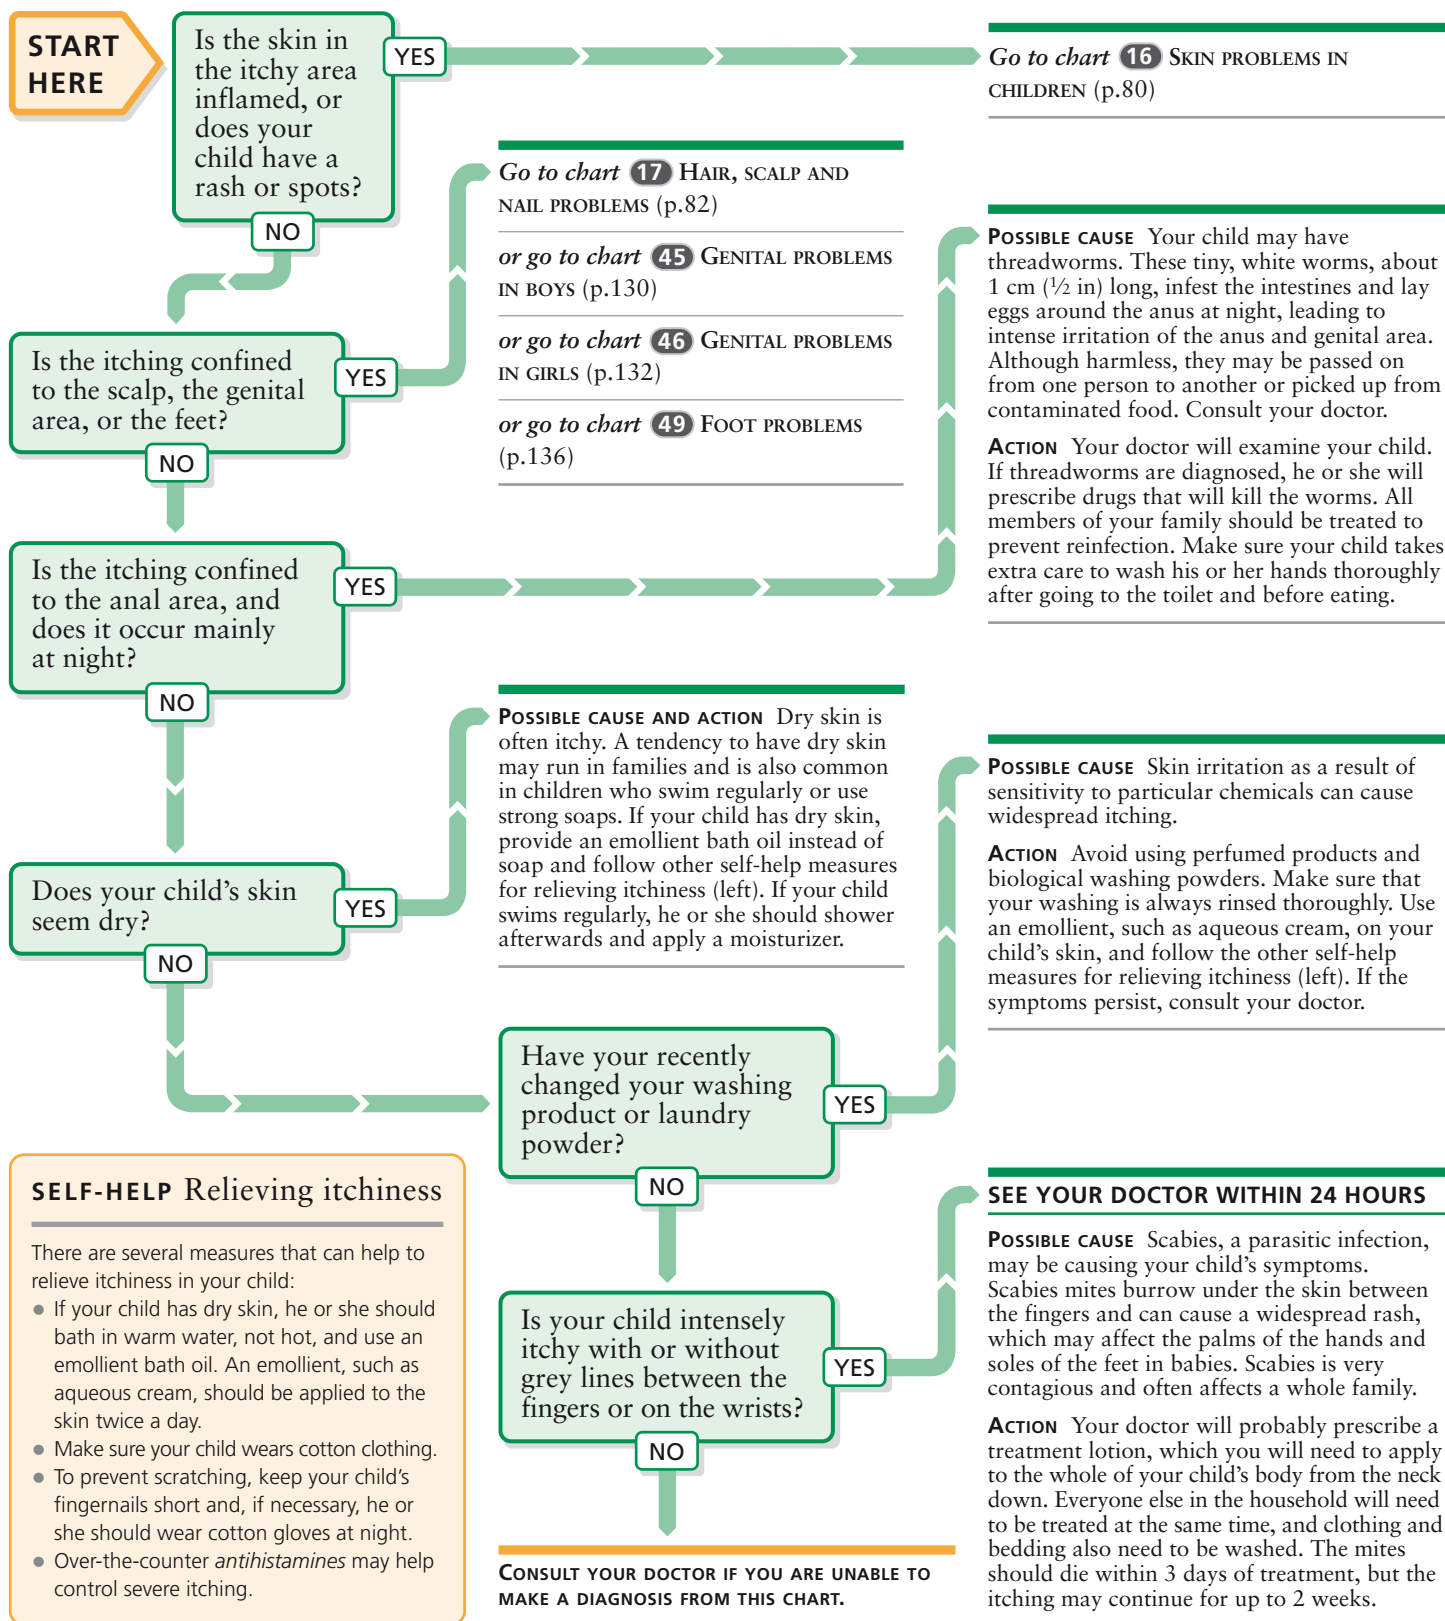 START
HERE
Is the skin in
the itchy area
inflamed, or
does your
child have a
rash or spots?
YES
Go to chart 16 SKIN PROBLEMS IN
CHILDREN (p.80)
NO
Is the itching confined
to the scalp, the genital
area, or the feet?
YES
Go to chart 17 HAIR, SCALP AND
NAIL PROBLEMS (p.82)
or go to chart 45 GENITAL PROBLEMS
IN BOYS (p.130)
or go to chart 46 GENITAL PROBLEMS
IN GIRLS (p.132)
or go to chart 49 FOOT PROBLEMS
(p.136)
NO
Is the itching confined
to the anal area, and
does it occur mainly
at night?
YES
POSSIBLE CAUSE Your child may have
threadworms. These tiny, white worms, about
1 cm (½ in) long, infest the intestines and lay
eggs around the anus at night, leading to
intense irritation of the anus and genital area.
Although harmless, they may be passed on
from one person to another or picked up from
contaminated food. Consult your doctor.
ACTION Your doctor will examine your child.
If threadworms are diagnosed, he or she will
prescribe drugs that will kill the worms. All
members of your family should be treated to
prevent reinfection. Make sure your child takes
extra care to wash his or her hands thoroughly
after going to the toilet and before eating.
NO
Does your child's skin
seem dry?
YES
POSSIBLE CAUSE AND ACTION Dry skin is
often itchy. A tendency to have dry skin
may run in families and is also common
in children who swim regularly or use
strong soaps. If your child has dry skin,
provide an emollient bath oil instead of
soap and follow other self-help measures
for relieving itchiness (left). If your child
swims regularly, he or she should shower
afterwards and apply a moisturizer.
NO
Have your recently
changed your washing
product or laundry
powder?
YES
POSSIBLE CAUSE Skin irritation as a result of
sensitivity to particular chemicals can cause
widespread itching.
ACTION Avoid using perfumed products and
biological washing powders. Make sure that
your washing is always rinsed thoroughly. Use
an emollient, such as aqueous cream, on your
child's skin, and follow the other self-help
measures for relieving itchiness (left). If the
symptoms persist, consult your doctor.
NO
Is your child intensely
itchy with or without
grey lines between the
fingers or on the wrists?
YES
SEE YOUR DOCTOR WITHIN 24 HOURS
POSSIBLE CAUSE Scabies, a parasitic infection,
may be causing your child's symptoms.
Scabies mites burrow under the skin between
the fingers and can cause a widespread rash,
which may affect the palms of the hands and
soles of the feet in babies. Scabies is very
contagious and often affects a whole family.
ACTION Your doctor will probably prescribe a
treatment lotion, which you will need to apply
to the whole of your child's body from the neck
down. Everyone else in the household will need
to be treated at the same time, and clothing and
bedding also need to be washed. The mites
should die within 3 days of treatment, but the
itching may continue for up to 2 weeks.
NO
CONSULT YOUR DOCTOR IF YOU ARE UNABLE TO
MAKE A DIAGNOSIS FROM THIS CHART.
SELF-HELP Relieving itchiness
There are several measures that can help to
relieve itchiness in your child:
● If your child has dry skin, he or she should
bath in warm water, not hot, and use an
emollient bath oil. An emollient, such as
aqueous cream, should be applied to the
skin twice a day.
● Make sure your child wears cotton clothing.
● To prevent scratching, keep your child's
fingernails short and, if necessary, he or
she should wear cotton gloves at night.
● Over-the-counter antihistamines may help
control severe itching.